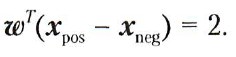 w^T(x_pos − x_neg) = 2.